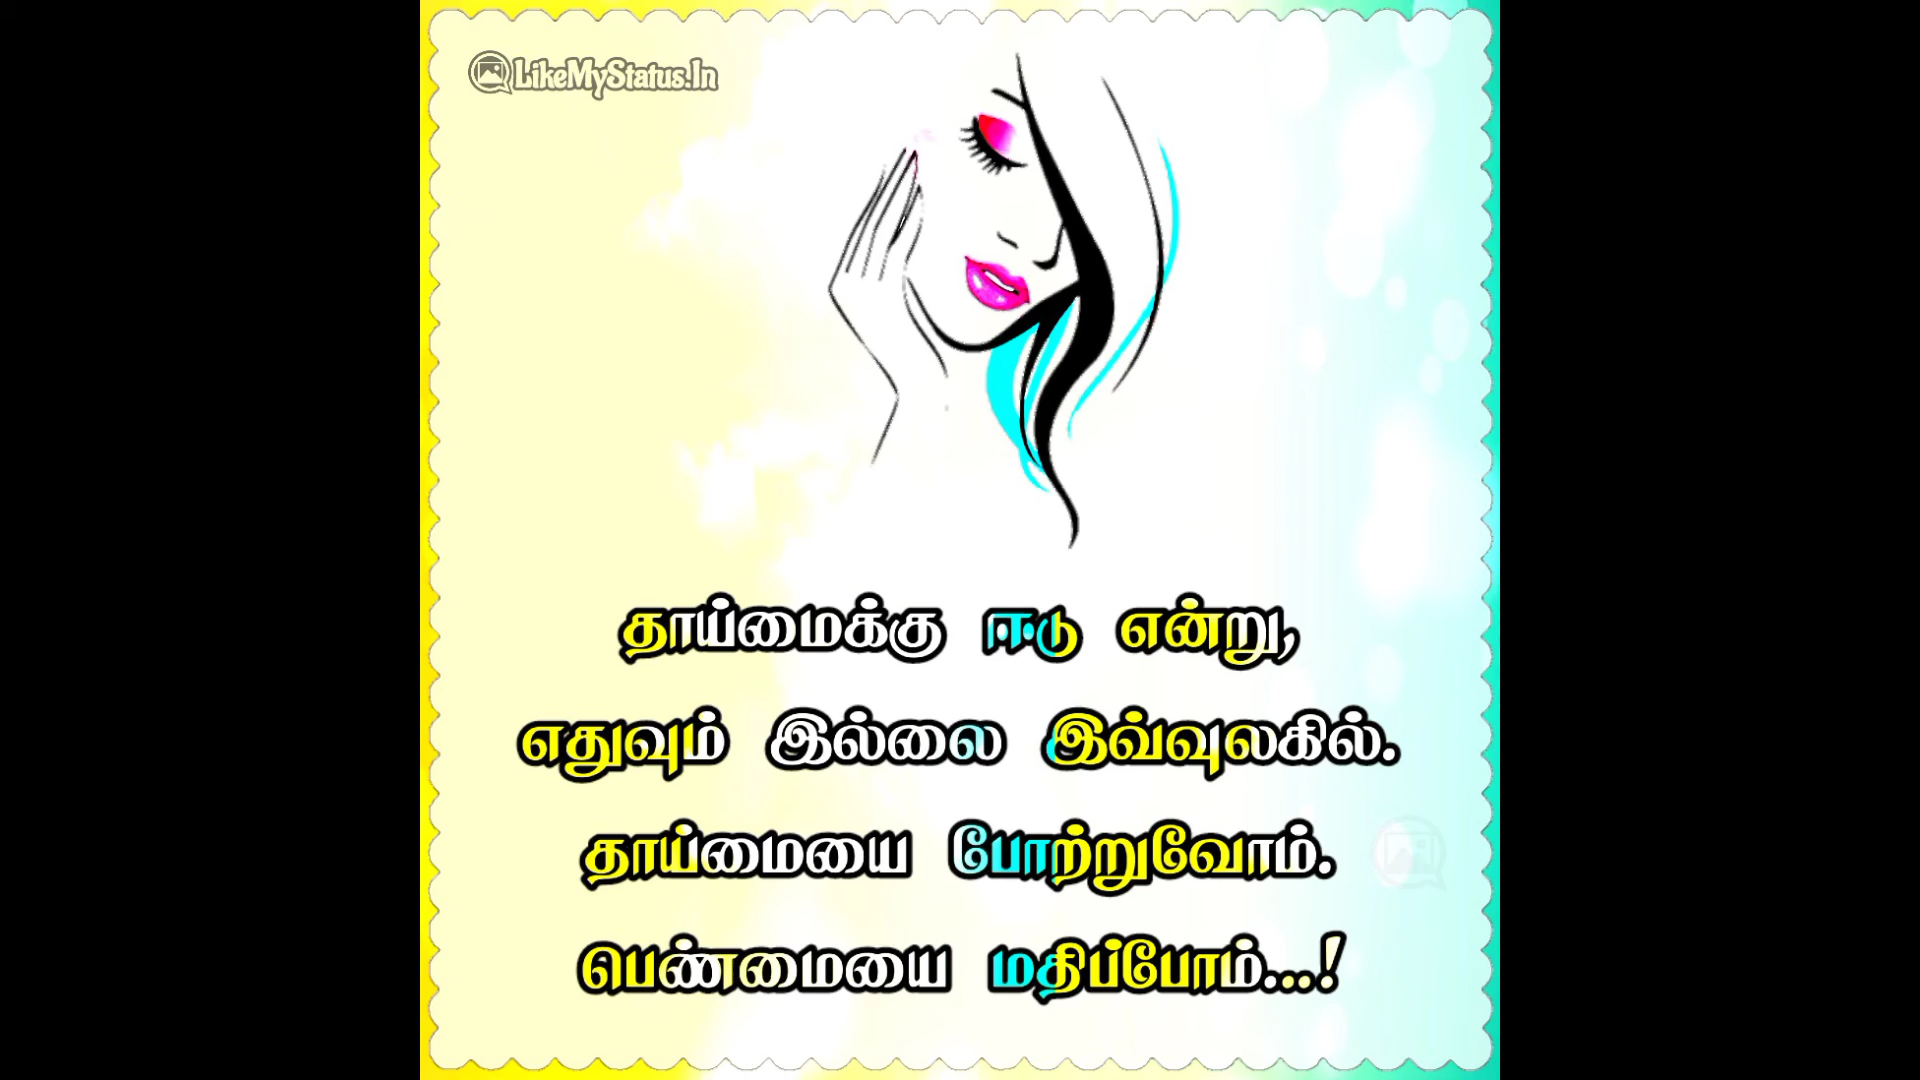 LikeMyStatus.In
தாய்மைக்கு ஈடு என்று,
எதுவும் இல்லை இவ்வுலகில்.
தாய்மையை போற்றுவோம்.
பெண்மையை மதிப்போம்...!